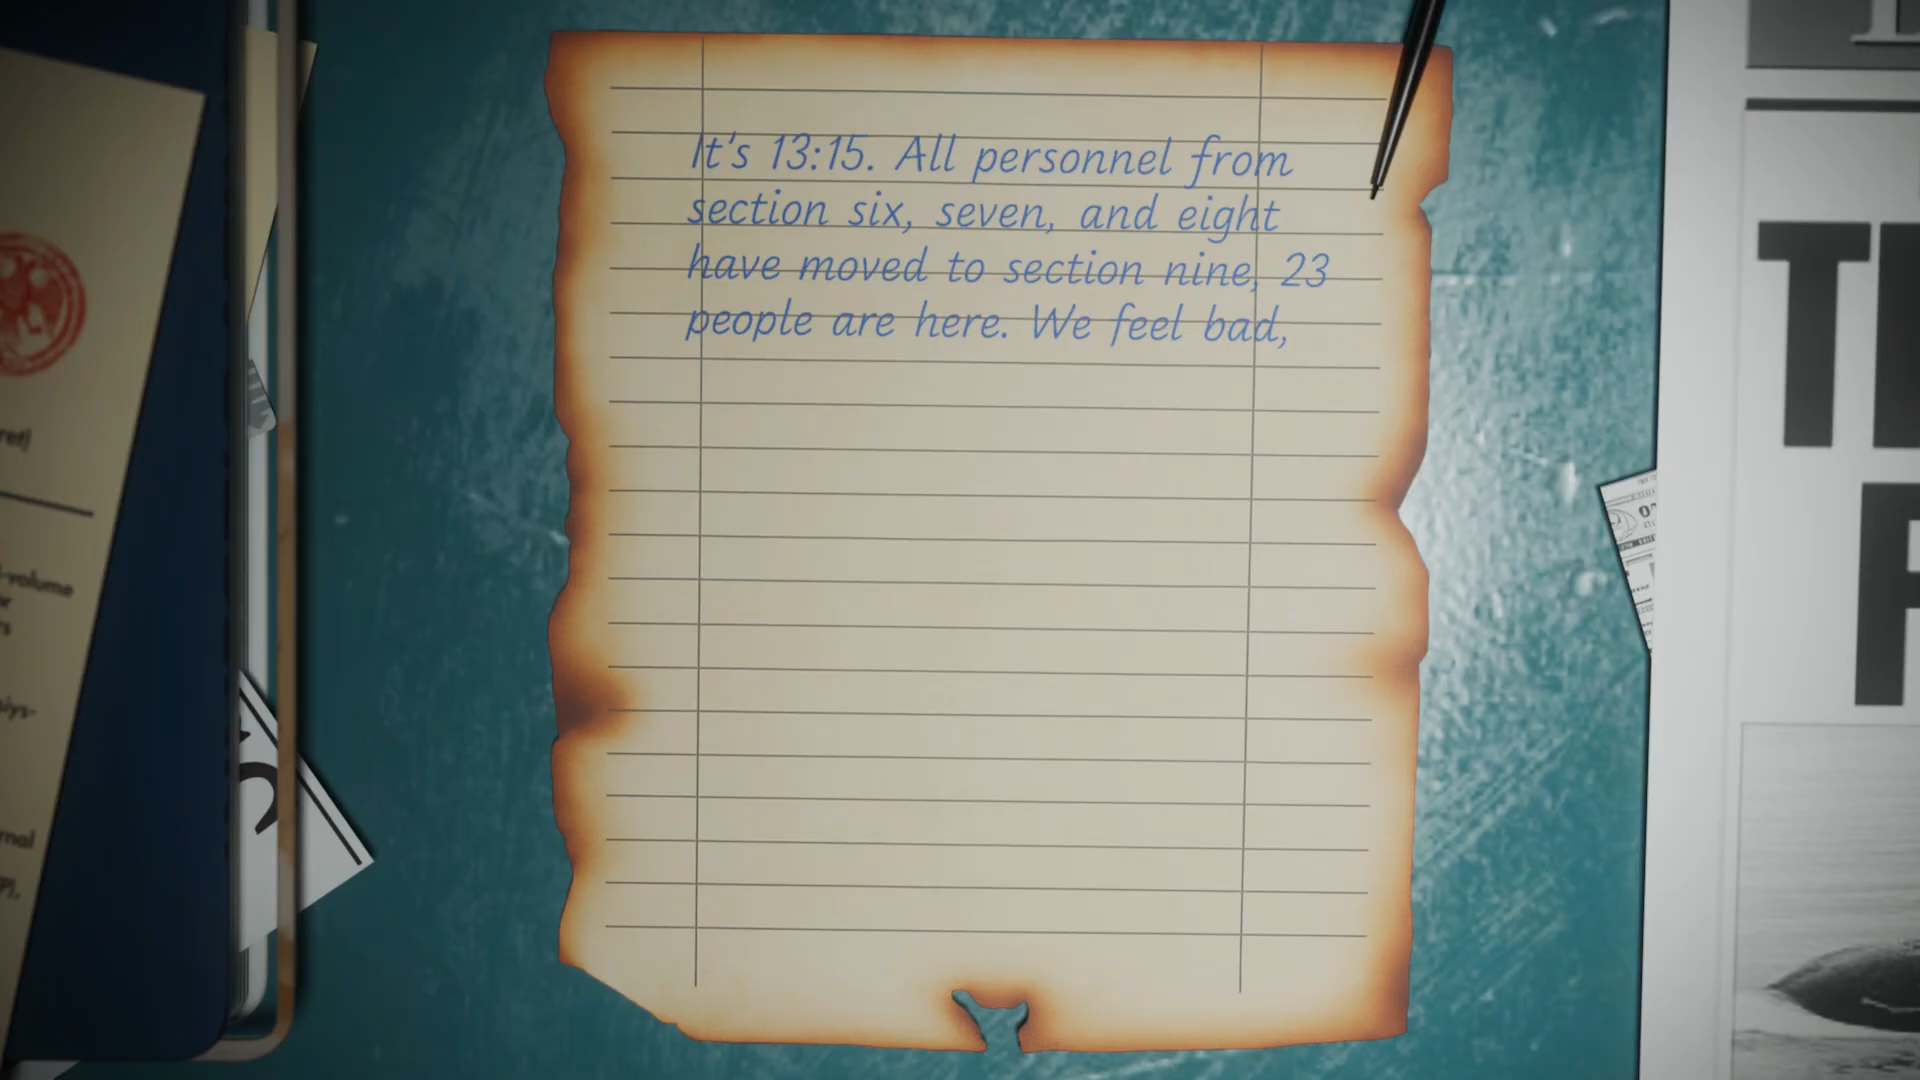 It's 13:15. All personnel from
section six, seven, and eight
have moved to section nine, 23
people are here. We feel bad,